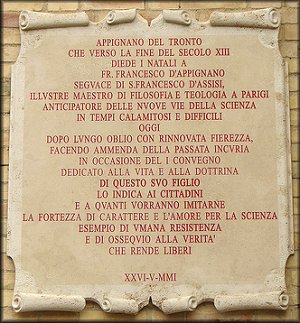 APPIGNANO DEL TRONTO
CHE VERSO LA FINE DEL SECOLO XIII
DIEDE I NATALI A
FR. FRANCESCO D'APPIGNANO
SEGVACE DI S.FRANCESCO D'ASSISI,
ILLVSTRE MAESTRO DI FILOSOFIA E TEOLOGIA A PARIGI
ANTICIPATORE DELLE NVOVE VIE DELLA SCIENZA
IN TEMPI CALAMITOSI E DIFFICILI
OGGI
DOPO LVNGO OBLIO CON RINNOVATA FIEREZZA,
FACENDO AMMENDA DELLA PASSATA INCVRIA
IN OCCASIONE DEL I CONVEGNO
DEDICATO ALLA VITA E ALLA DOTTRINA
DI QUESTO SVO FIGLIO
LO INDICA AI CITTADINI
E A QVANTI VORRANNO IMITARNE
LA FORTEZZA DI CARATTERE E L'AMORE PER LA SCIENZA
ESEMPIO DI VMANA RESISTENZA
E DI OSSEQVIO ALLA VERITA'
CHE RENDE LIBERI
XXVI-V-MMI